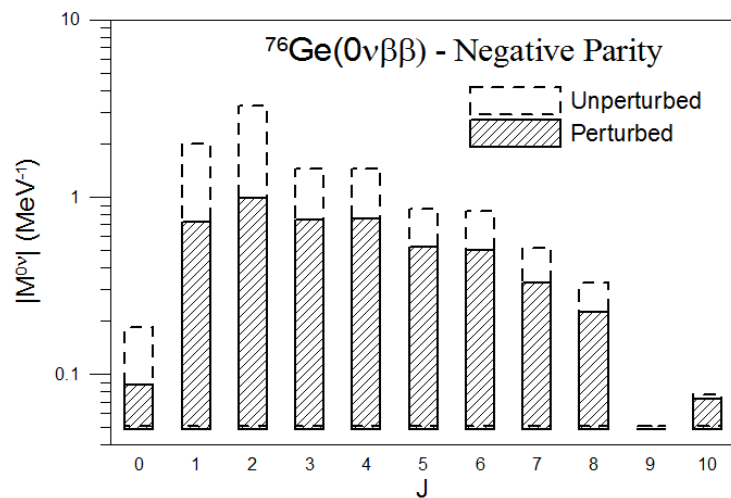 ⁷⁶Ge(0νββ) - Negative Parity
Unperturbed
Perturbed
|M⁰ᵛ| (MeV⁻¹)
10
1
0.1
0 1 2 3 4 5 6 7 8 9 10
J